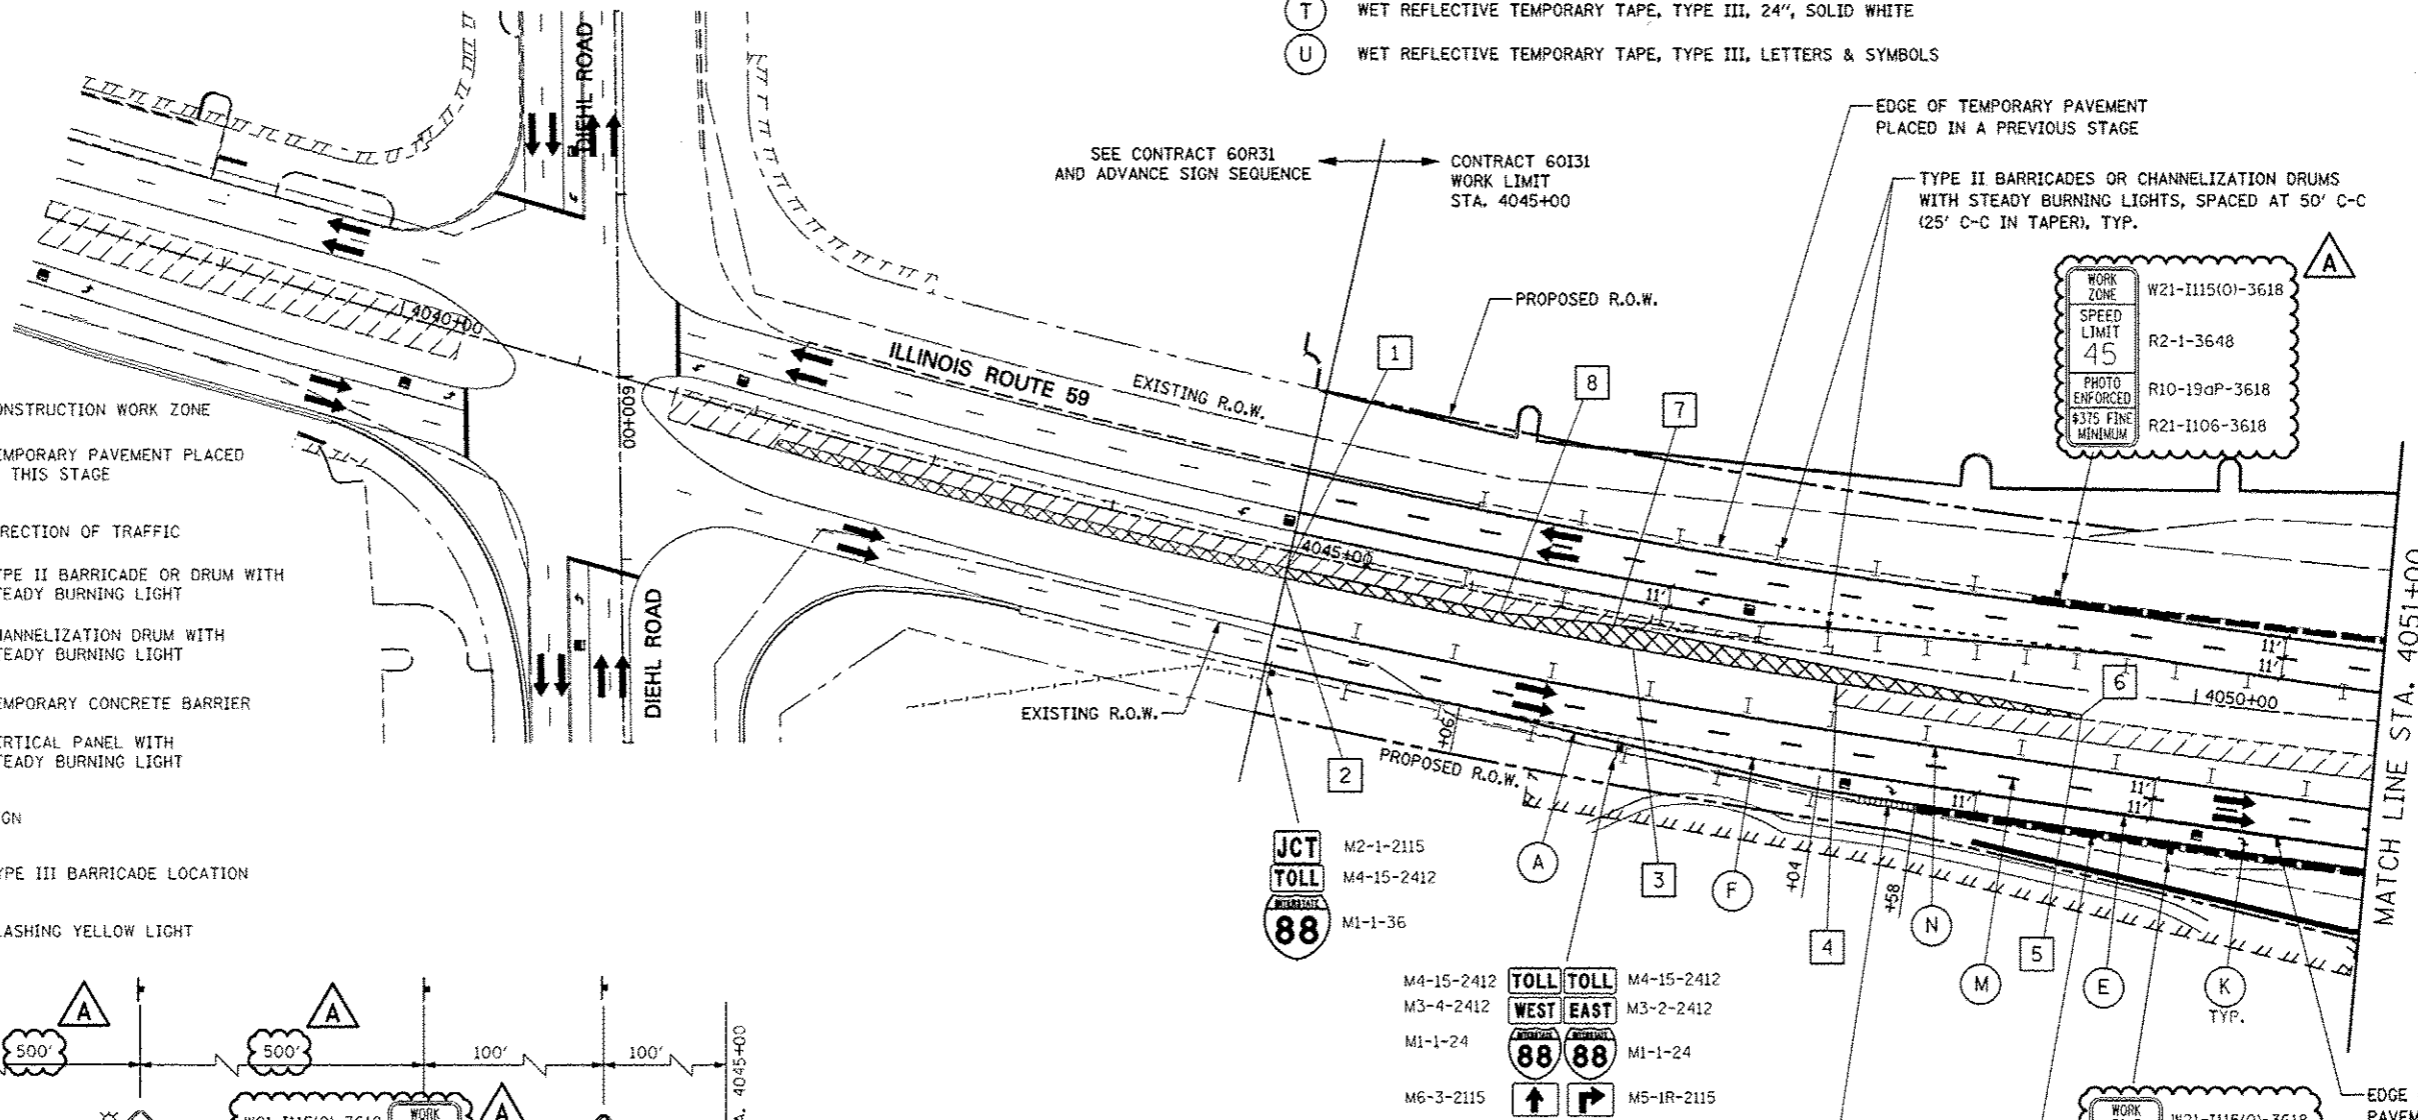 T WET REFLECTIVE TEMPORARY TAPE, TYPE III, 24", SOLID WHITE
U WET REFLECTIVE TEMPORARY TAPE, TYPE III, LETTERS & SYMBOLS
DIEHL ROAD
EDGE OF TEMPORARY PAVEMENT
PLACED IN A PREVIOUS STAGE
SEE CONTRACT 60R31
AND ADVANCE SIGN SEQUENCE
CONTRACT 60I31
WORK LIMIT
STA. 4045+00
TYPE II BARRICADES OR CHANNELIZATION DRUMS
WITH STEADY BURNING LIGHTS, SPACED AT 50' C-C
(25' C-C IN TAPER), TYP.
A
WORK ZONE W21-I115(O)-3618
SPEED LIMIT 45 R2-1-3648
PHOTO ENFORCED R10-19aP-3618
$375 FINE MINIMUM R21-I106-3618
PROPOSED R.O.W.
4040+00
600+00
ILLINOIS ROUTE 59
EXISTING R.O.W.
1
8
7
4045+00
11'
11'
11'
6
4050+00
MATCH LINE STA. 4051+00
ONSTRUCTION WORK ZONE
EMPORARY PAVEMENT PLACED
THIS STAGE
RECTION OF TRAFFIC
YPE II BARRICADE OR DRUM WITH
TEADY BURNING LIGHT
HANNELIZATION DRUM WITH
TEADY BURNING LIGHT
EMPORARY CONCRETE BARRIER
ERTICAL PANEL WITH
TEADY BURNING LIGHT
GN
YPE III BARRICADE LOCATION
LASHING YELLOW LIGHT
DIEHL ROAD
EXISTING R.O.W.
+06
PROPOSED R.O.W.
2
11'
11'
11'
JCT M2-1-2115
TOLL M4-15-2412
INTERSTATE 88 M1-1-36
A
3
F
+04
4
+58
N
M
5
E
K
TYP.
M4-15-2412 TOLL TOLL M4-15-2412
M3-4-2412 WEST EAST M3-2-2412
M1-1-24 INTERSTATE 88 INTERSTATE 88 M1-1-24
M6-3-2115 M5-1R-2115
A
A
500'
500'
100'
100'
A. 4045+00
W21-I115(O)-3618 WORK
A
WORK W21-I115(O)-3618
EDGE
PAVEM